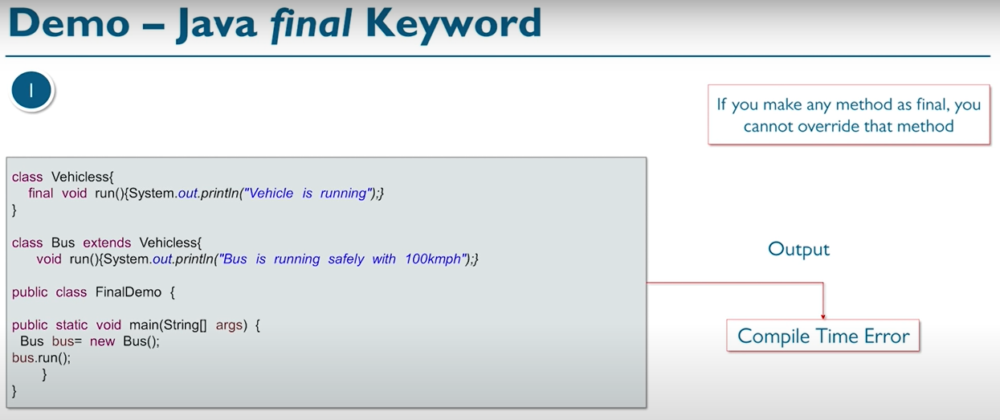 Demo – Java final Keyword
I
If you make any method as final, you
cannot override that method
class Vehicless{
final void run(){System.out.println("Vehicle is running");}
}
class Bus extends Vehicless{
void run(){System.out.println("Bus is running safely with 100kmph");}
public class FinalDemo {
public static void main(String[] args) {
Bus bus= new Bus();
bus.run();
}
}
Output
Compile Time Error